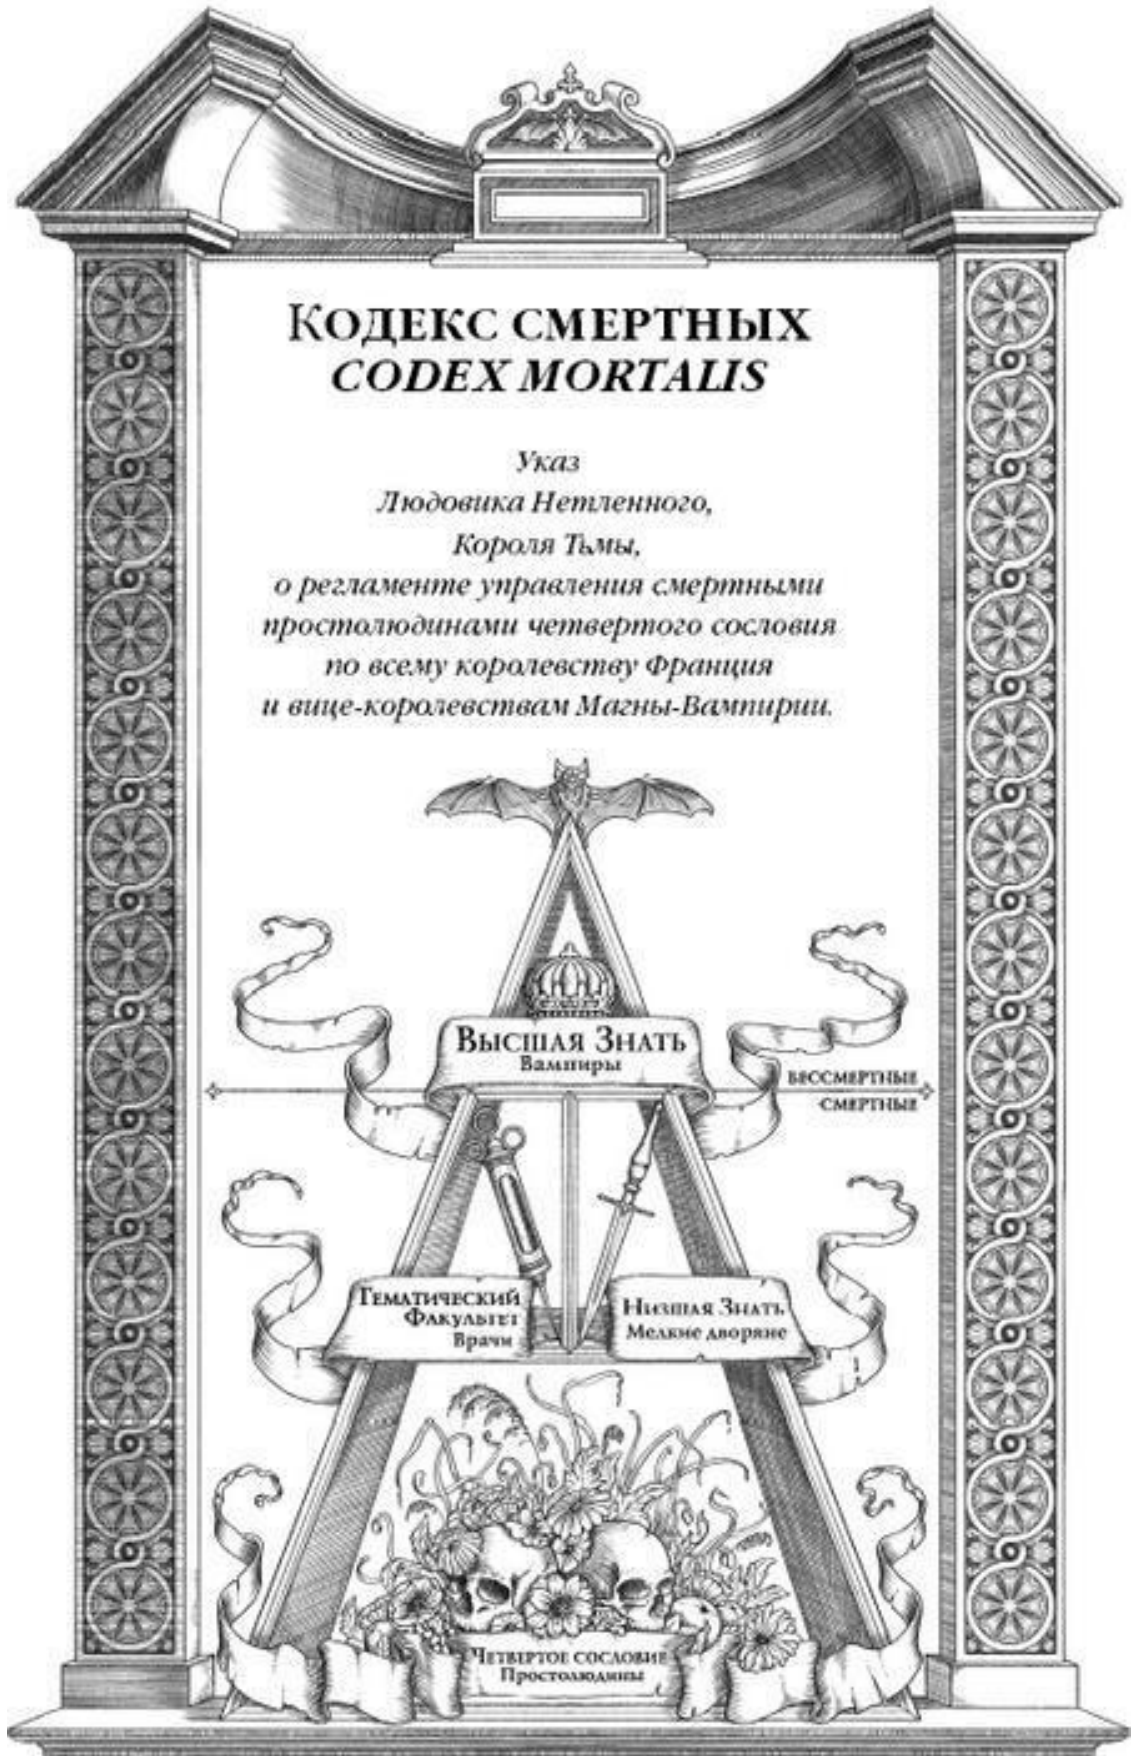 КОДЕКС СМЕРТНЫХ
CODEX MORTALIS
Указ
Людовика Нетленного,
Короля Тьмы,
о регламенте управления смертными
простолюдинами четвертого сословия
по всему королевству Франция
и вице-королевствам Магны-Вампирии.
ВЫСШАЯ ЗНАТЬ
Вампиры
БЕССМЕРТНЫЕ
СМЕРТНЫЕ
ГЕМАТИЧЕСКИЙ
ФАКУЛЬТЕТ
Врачи
НИЗШАЯ ЗНАТЬ
Мелкие дворяне
ЧЕТВЕРТОЕ СОСЛОВИЕ
Простолюдины